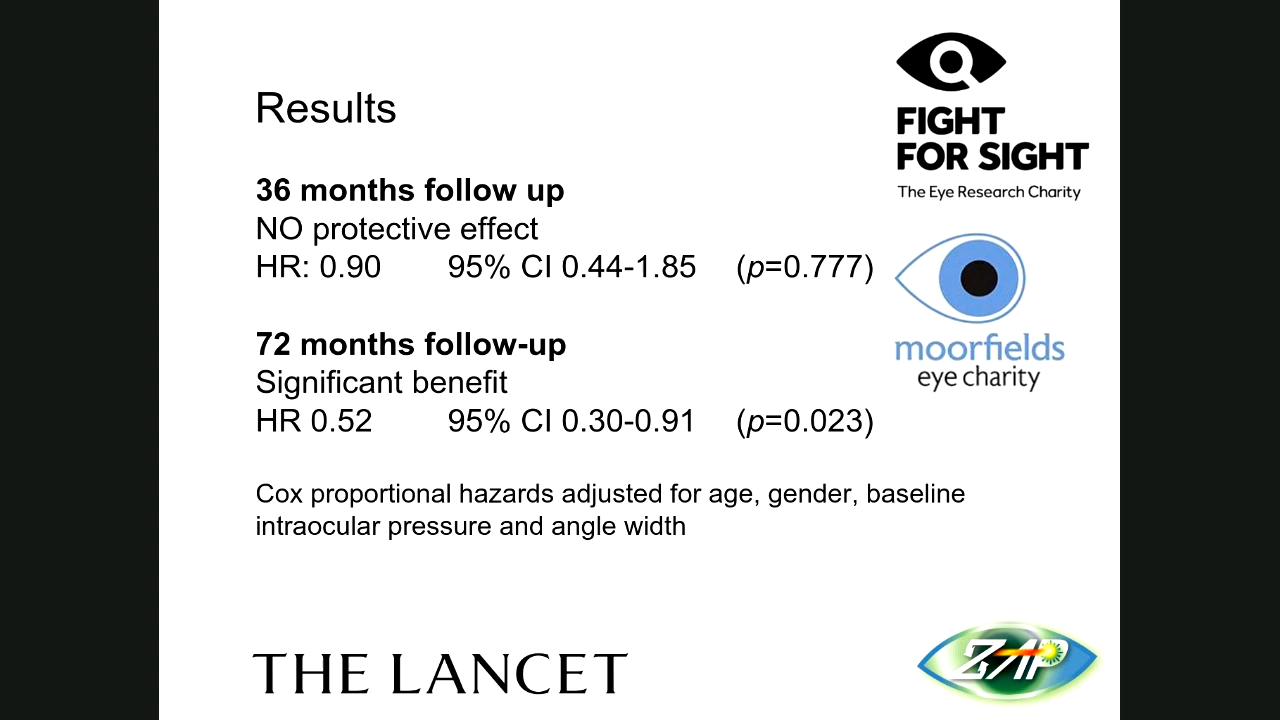 Results
36 months follow up
NO protective effect
HR: 0.90 95% CI 0.44-1.85 (p=0.777)
72 months follow-up
Significant benefit
HR 0.52 95% CI 0.30-0.91 (p=0.023)
Cox proportional hazards adjusted for age, gender, baseline
intraocular pressure and angle width
FIGHT
FOR SIGHT
The Eye Research Charity
moorfields
eye charity
THE LANCET
ZAP